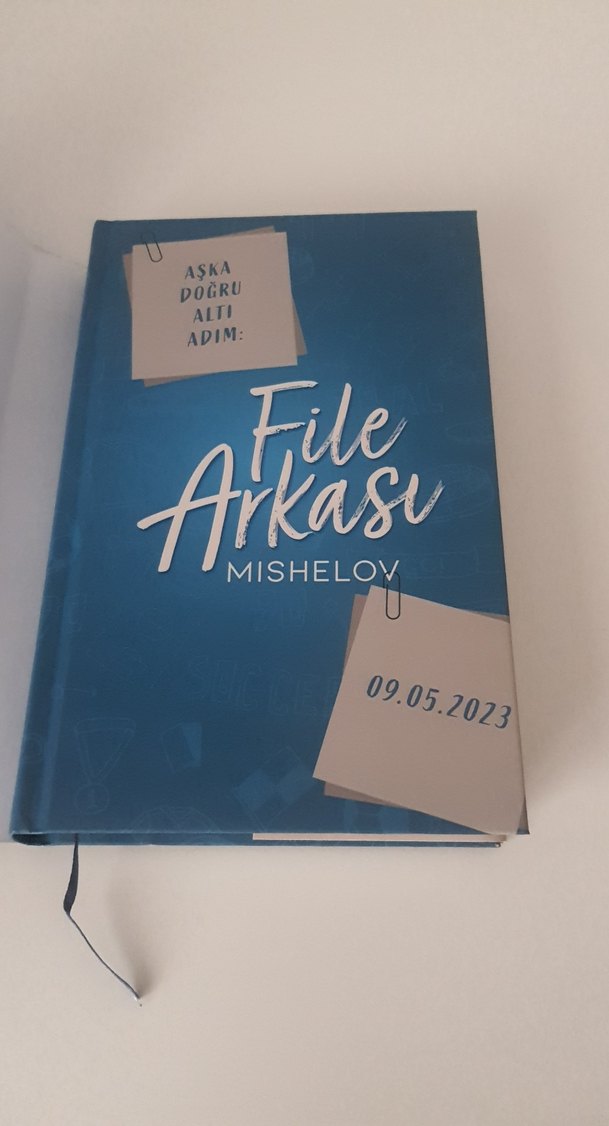 AŞKA
DOĞRU
ALTI
ADIM:
File
Arkası
MISHELOV
09.05.2023